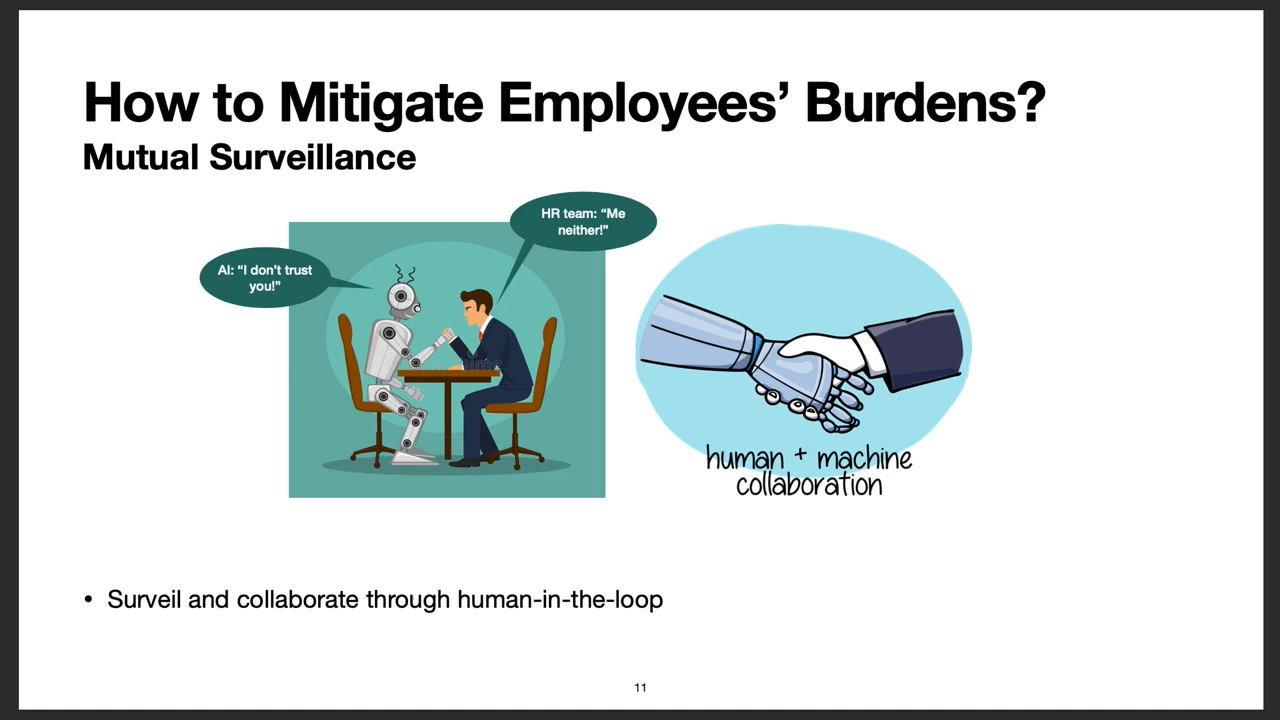 How to Mitigate Employees’ Burdens?
Mutual Surveillance
HR team: “Me
neither!”
AI: “I don’t trust
you!”
human + machine
collaboration
• Surveil and collaborate through human-in-the-loop
11